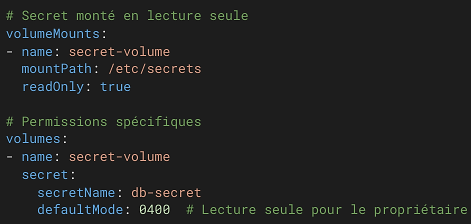 # Secret monté en lecture seule
volumeMounts:
- name: secret-volume
  mountPath: /etc/secrets
  readOnly: true

# Permissions spécifiques
volumes:
- name: secret-volume
  secret:
    secretName: db-secret
    defaultMode: 0400  # Lecture seule pour le propriétaire